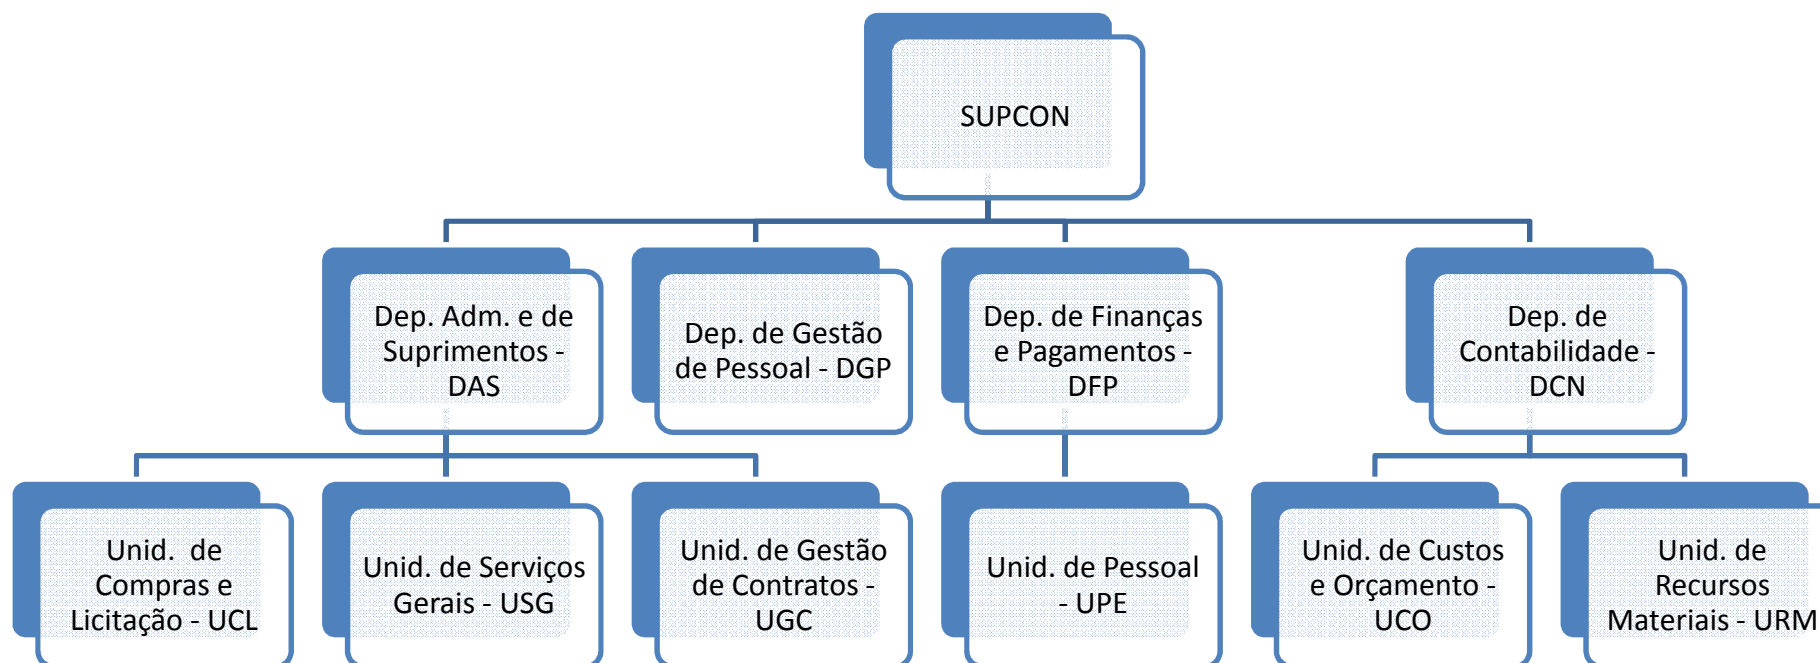 SUPCON
Dep. Adm. e de
Suprimentos -
DAS
Dep. de Gestão
de Pessoal - DGP
Dep. de Finanças
e Pagamentos -
DFP
Dep. de
Contabilidade -
DCN
Unid. de
Compras e
Licitação - UCL
Unid. de Serviços
Gerais - USG
Unid. de Gestão
de Contratos -
UGC
Unid. de Pessoal
- UPE
Unid. de Custos
e Orçamento -
UCO
Unid. de
Recursos
Materiais - URM